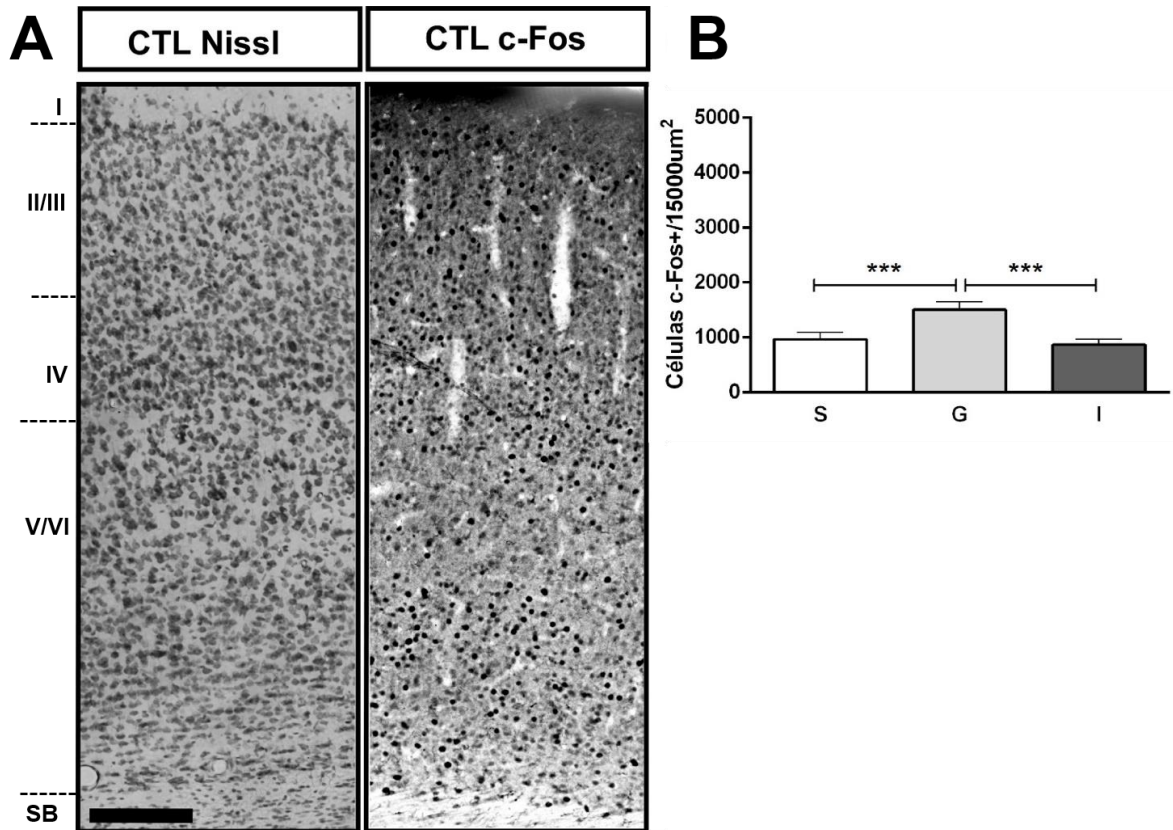 A
CTL Nissl
CTL c-Fos
I
II/III
IV
V/VI
SB
B
Células c-Fos+/15000um²
5000
4000
3000
2000
1000
0
***
***
S
G
I